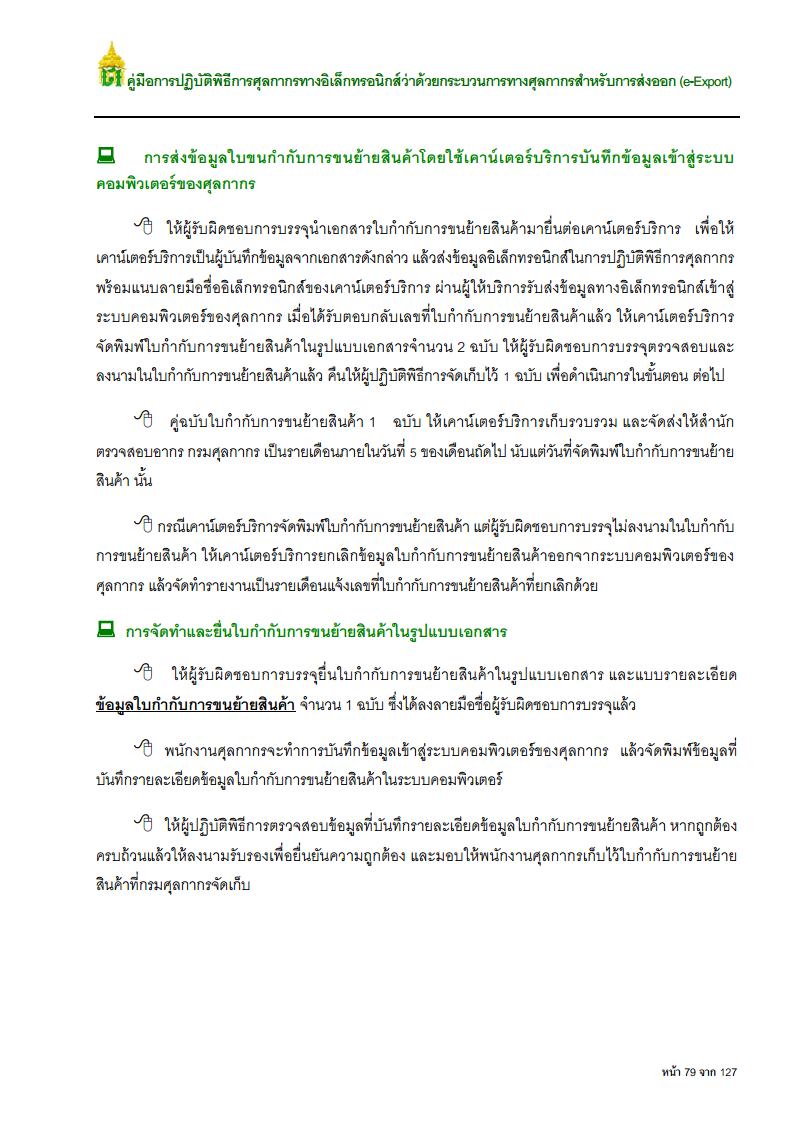 คู่มือการปฏิบัติพิธีการศุลกากรทางอิเล็กทรอนิกส์ว่าด้วยกระบวนการทางศุลกากรสำหรับการส่งออก (e-Export)
การส่งข้อมูลใบขนกำกับการขนย้ายสินค้าโดยใช้เคาน์เตอร์บริการบันทึกข้อมูลเข้าสู่ระบบ
คอมพิวเตอร์ของศุลกากร
ให้ผู้รับผิดชอบการบรรจุนำเอกสารใบกำกับการขนย้ายสินค้ามายื่นต่อเคาน์เตอร์บริการ เพื่อให้
เคาน์เตอร์บริการเป็นผู้บันทึกข้อมูลจากเอกสารดังกล่าว แล้วส่งข้อมูลอิเล็กทรอนิกส์ในการปฏิบัติพิธีการศุลกากร
พร้อมแนบลายมือชื่ออิเล็กทรอนิกส์ของเคาน์เตอร์บริการ ผ่านผู้ให้บริการรับส่งข้อมูลทางอิเล็กทรอนิกส์เข้าสู่
ระบบคอมพิวเตอร์ของศุลกากร เมื่อได้รับตอบกลับเลขที่ใบกำกับการขนย้ายสินค้าแล้ว ให้เคาน์เตอร์บริการ
จัดพิมพ์ใบกำกับการขนย้ายสินค้าในรูปแบบเอกสารจำนวน 2 ฉบับ ให้ผู้รับผิดชอบการบรรจุตรวจสอบและ
ลงนามในใบกำกับการขนย้ายสินค้าแล้ว คืนให้ผู้ปฏิบัติพิธีการจัดเก็บไว้ 1 ฉบับ เพื่อดำเนินการในขั้นตอน ต่อไป
คู่ฉบับใบกำกับการขนย้ายสินค้า 1 ฉบับ ให้เคาน์เตอร์บริการเก็บรวบรวม และจัดส่งให้สำนัก
ตรวจสอบอากร กรมศุลกากร เป็นรายเดือนภายในวันที่ 5 ของเดือนถัดไป นับแต่วันที่จัดพิมพ์ใบกำกับการขนย้าย
สินค้า นั้น
กรณีเคาน์เตอร์บริการจัดพิมพ์ใบกำกับการขนย้ายสินค้า แต่ผู้รับผิดชอบการบรรจุไม่ลงนามในใบกำกับ
การขนย้ายสินค้า ให้เคาน์เตอร์บริการยกเลิกข้อมูลใบกำกับการขนย้ายสินค้าออกจากระบบคอมพิวเตอร์ของ
ศุลกากร แล้วจัดทำรายงานเป็นรายเดือนแจ้งเลขที่ใบกำกับการขนย้ายสินค้าที่ยกเลิกด้วย
การจัดทำและยื่นใบกำกับการขนย้ายสินค้าในรูปแบบเอกสาร
ให้ผู้รับผิดชอบการบรรจุยื่นใบกำกับการขนย้ายสินค้าในรูปแบบเอกสาร และแบบรายละเอียด
ข้อมูลใบกำกับการขนย้ายสินค้า จำนวน 1 ฉบับ ซึ่งได้ลงลายมือชื่อผู้รับผิดชอบการบรรจุแล้ว
พนักงานศุลกากรจะทำการบันทึกข้อมูลเข้าสู่ระบบคอมพิวเตอร์ของศุลกากร แล้วจัดพิมพ์ข้อมูลที่
บันทึกรายละเอียดข้อมูลใบกำกับการขนย้ายสินค้าในระบบคอมพิวเตอร์
ให้ผู้ปฏิบัติพิธีการตรวจสอบข้อมูลที่บันทึกรายละเอียดข้อมูลใบกำกับการขนย้ายสินค้า หากถูกต้อง
ครบถ้วนแล้วให้ลงนามรับรองเพื่อยื่นยันความถูกต้อง และมอบให้พนักงานศุลกากรเก็บไว้ใบกำกับการขนย้าย
สินค้าที่กรมศุลกากรจัดเก็บ
หน้า 79 จาก 127